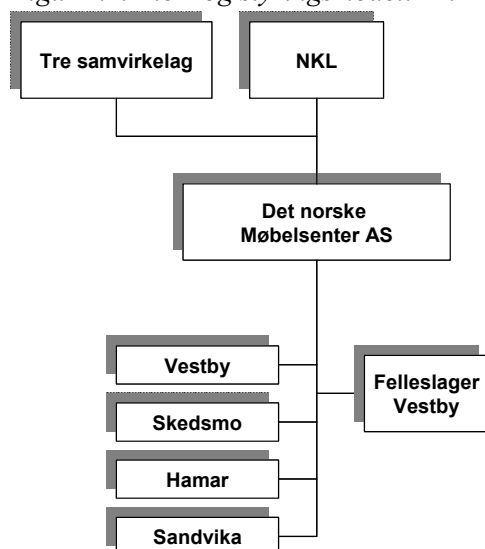 Tre samvirkelag
NKL
Det norske
Møbelsenter AS
Vestby
Felleslager
Vestby
Skedsmo
Hamar
Sandvika